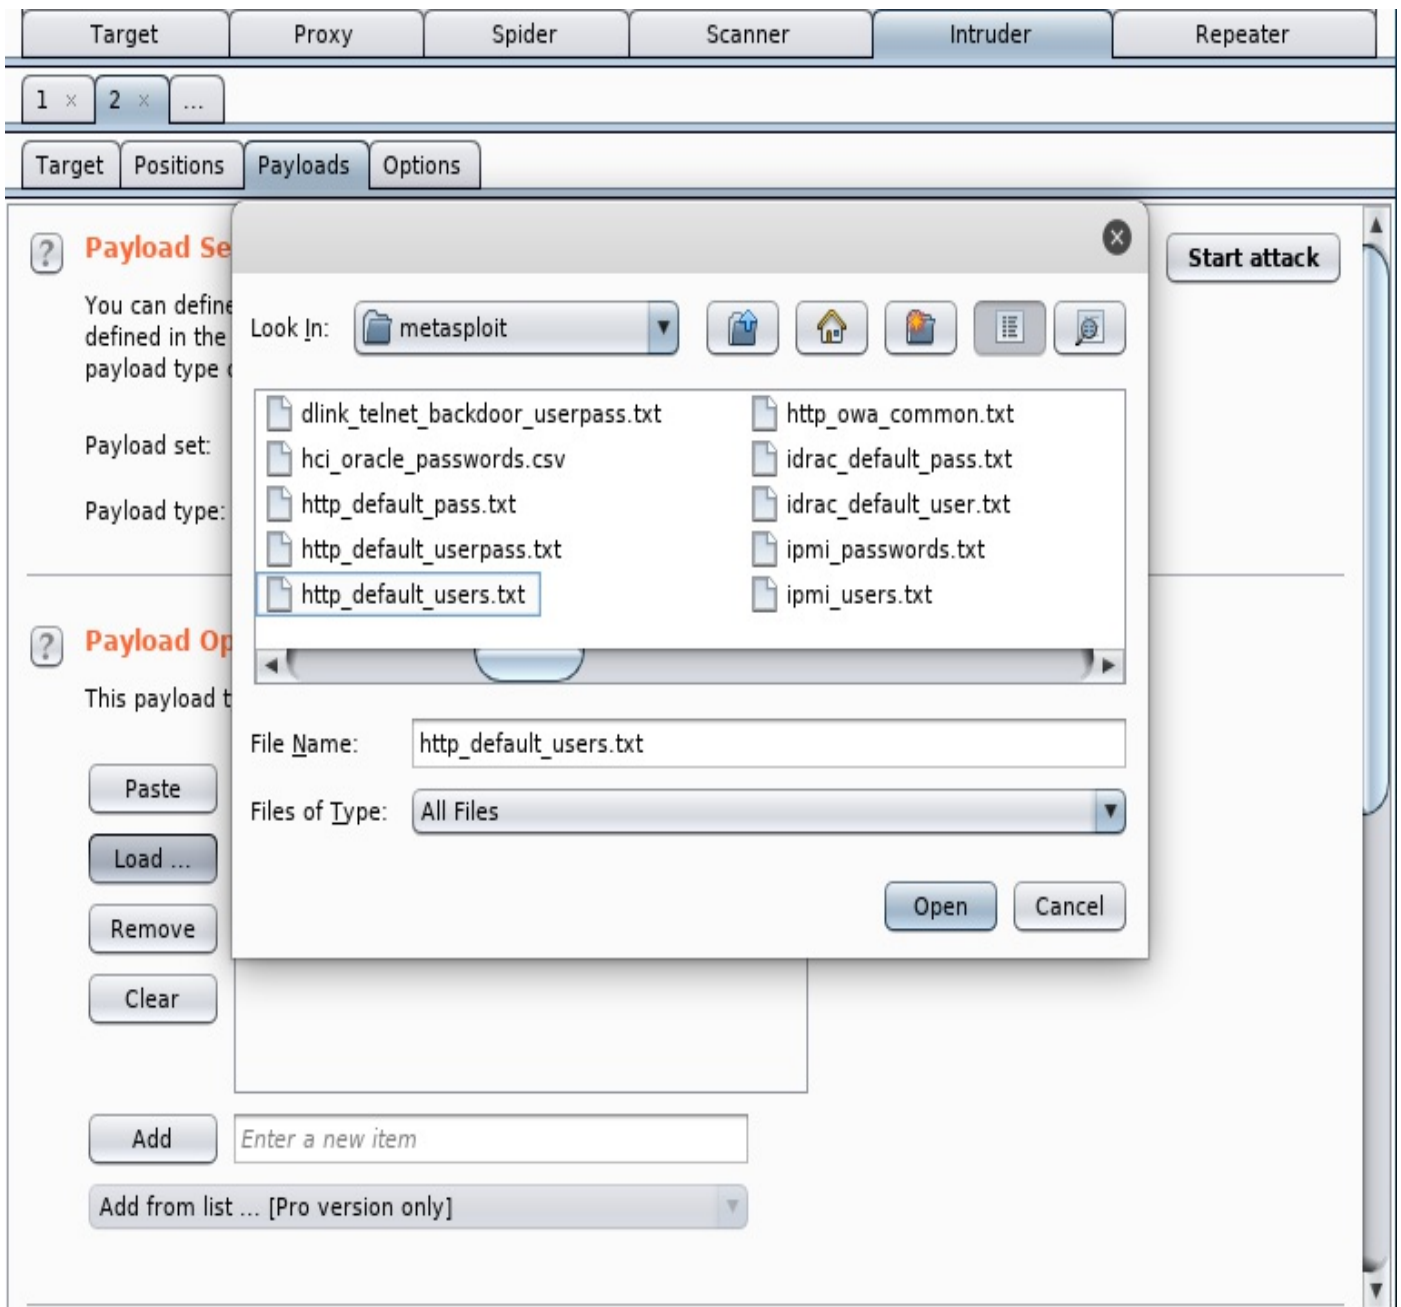 Target Proxy Spider Scanner Intruder Repeater
1 × 2 × ...
Target Positions Payloads Options
Payload Se
Start attack
You can define
defined in the
payload type
Payload set:
Payload type:
Look In: metasploit
dlink_telnet_backdoor_userpass.txt http_owa_common.txt
hci_oracle_passwords.csv idrac_default_pass.txt
http_default_pass.txt idrac_default_user.txt
http_default_userpass.txt ipmi_passwords.txt
http_default_users.txt ipmi_users.txt
Payload Op
This payload t
File Name: http_default_users.txt
Files of Type: All Files
Open Cancel
Paste
Load ...
Remove
Clear
Add Enter a new item
Add from list ... [Pro version only]